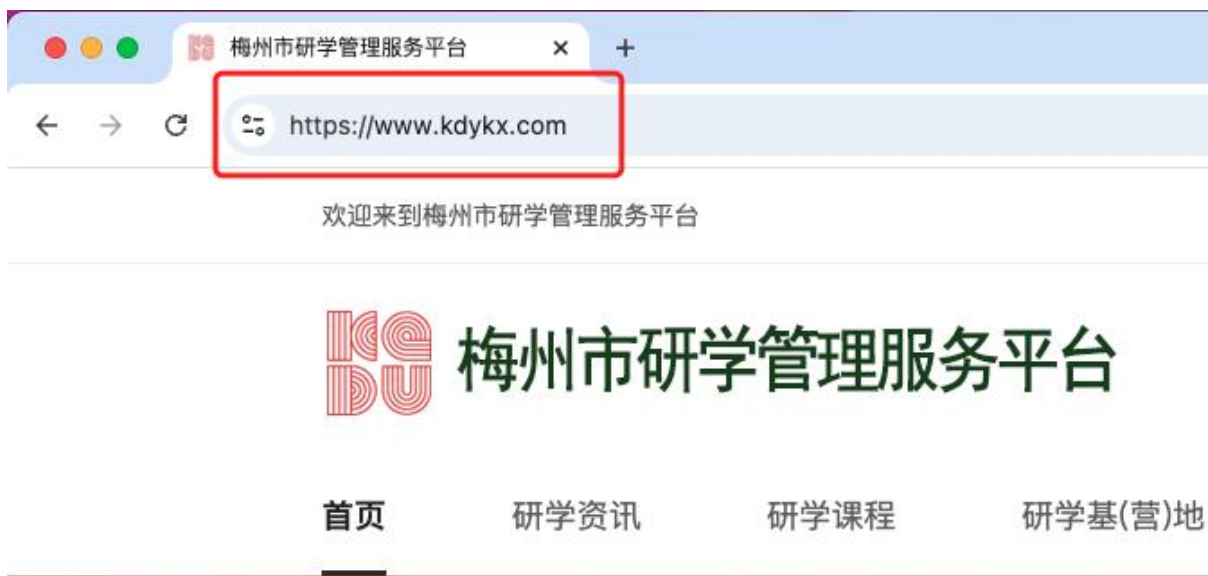 梅州市研学管理服务平台
https://www.kdykx.com
欢迎来到梅州市研学管理服务平台
KE
DU
梅州市研学管理服务平台
首页 研学资讯 研学课程 研学基(营)地